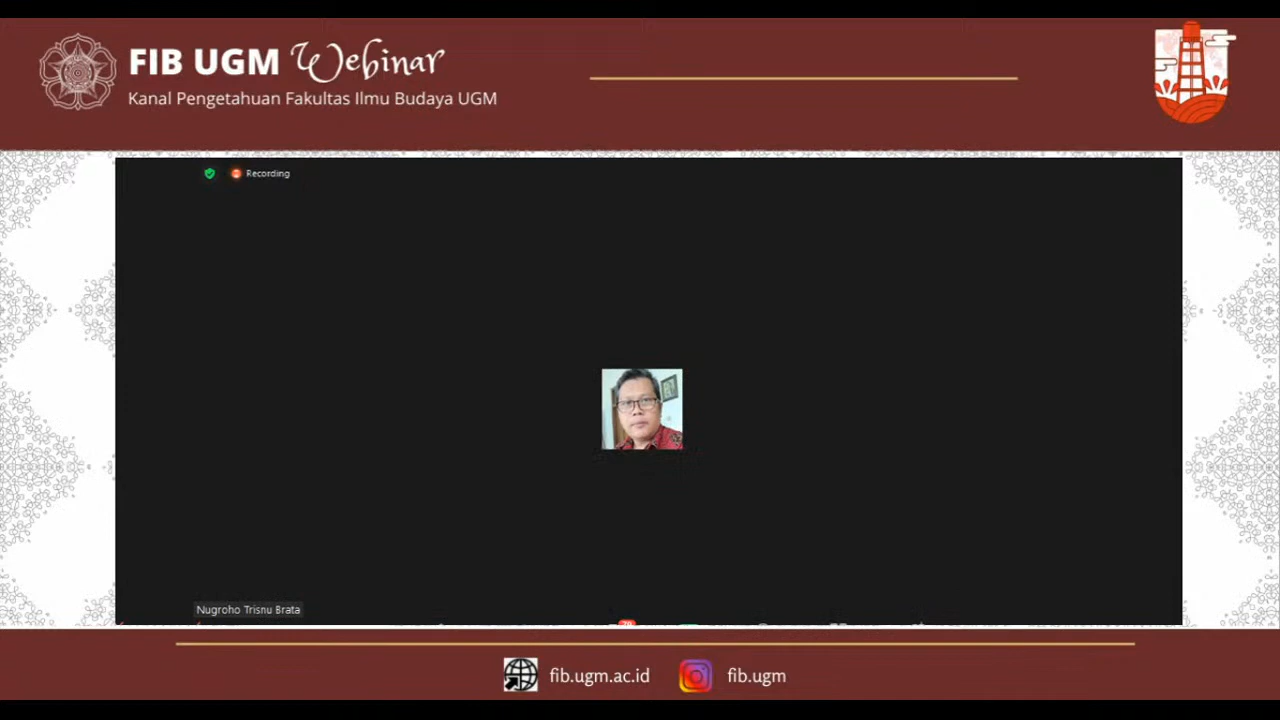 FIB UGM Webinar
Kanal Pengetahuan Fakultas Ilmu Budaya UGM
Recording
Nugroho Trisnu Brata
fib.ugm.ac.id
fib.ugm